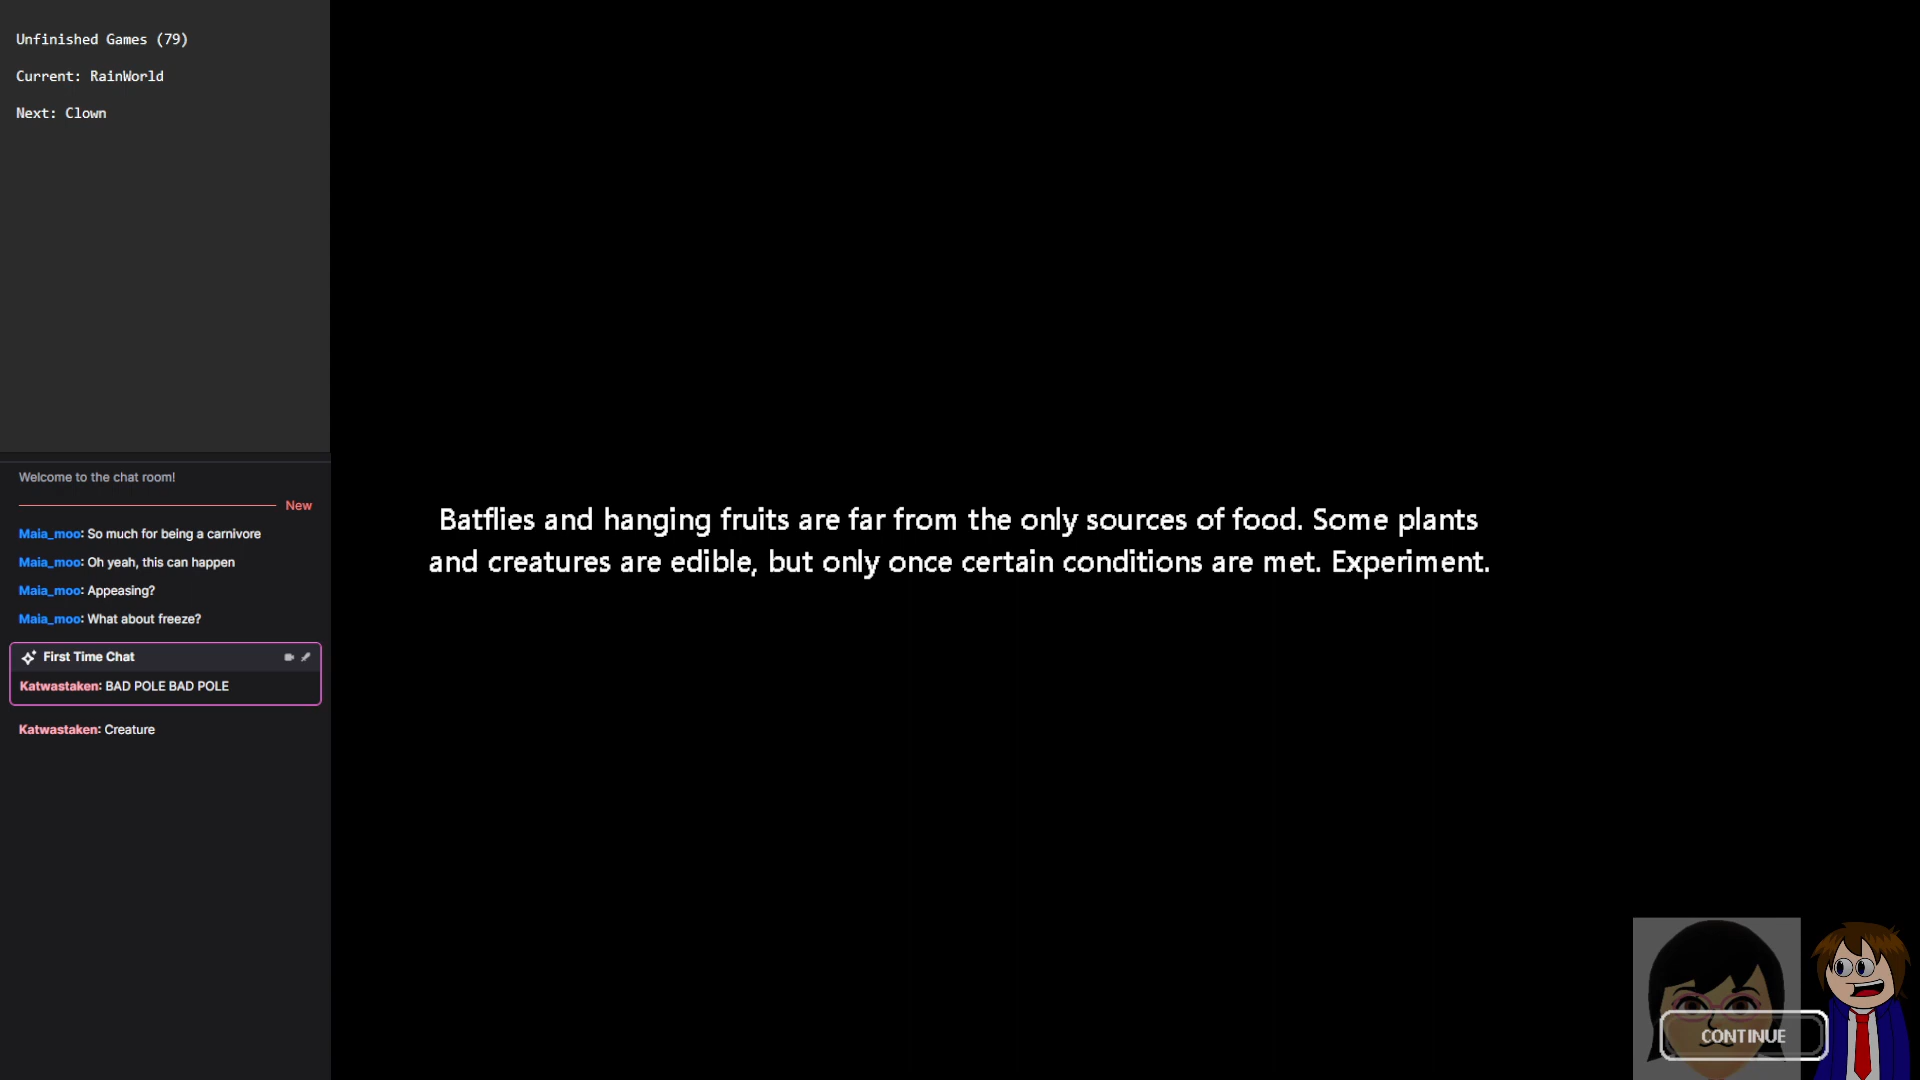 Unfinished Games (79)
Current: RainWorld
Next: Clown
Welcome to the chat room!
New
Maia_moo: So much for being a carnivore
Maia_moo: Oh yeah, this can happen
Maia_moo: Appeasing?
Maia_moo: What about freeze?
First Time Chat
Katwastaken: BAD POLE BAD POLE
Katwastaken: Creature
Batflies and hanging fruits are far from the only sources of food. Some plants
and creatures are edible, but only once certain conditions are met. Experiment.
CONTINUE